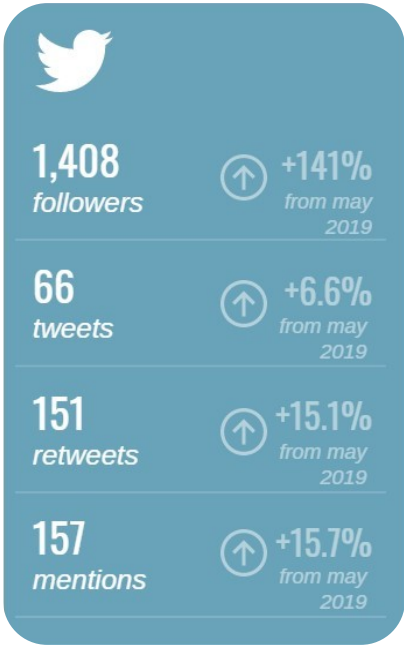 1,408
followers
+141%
from may
2019
66
tweets
+6.6%
from may
2019
151
retweets
+15.1%
from may
2019
157
mentions
+15.7%
from may
2019